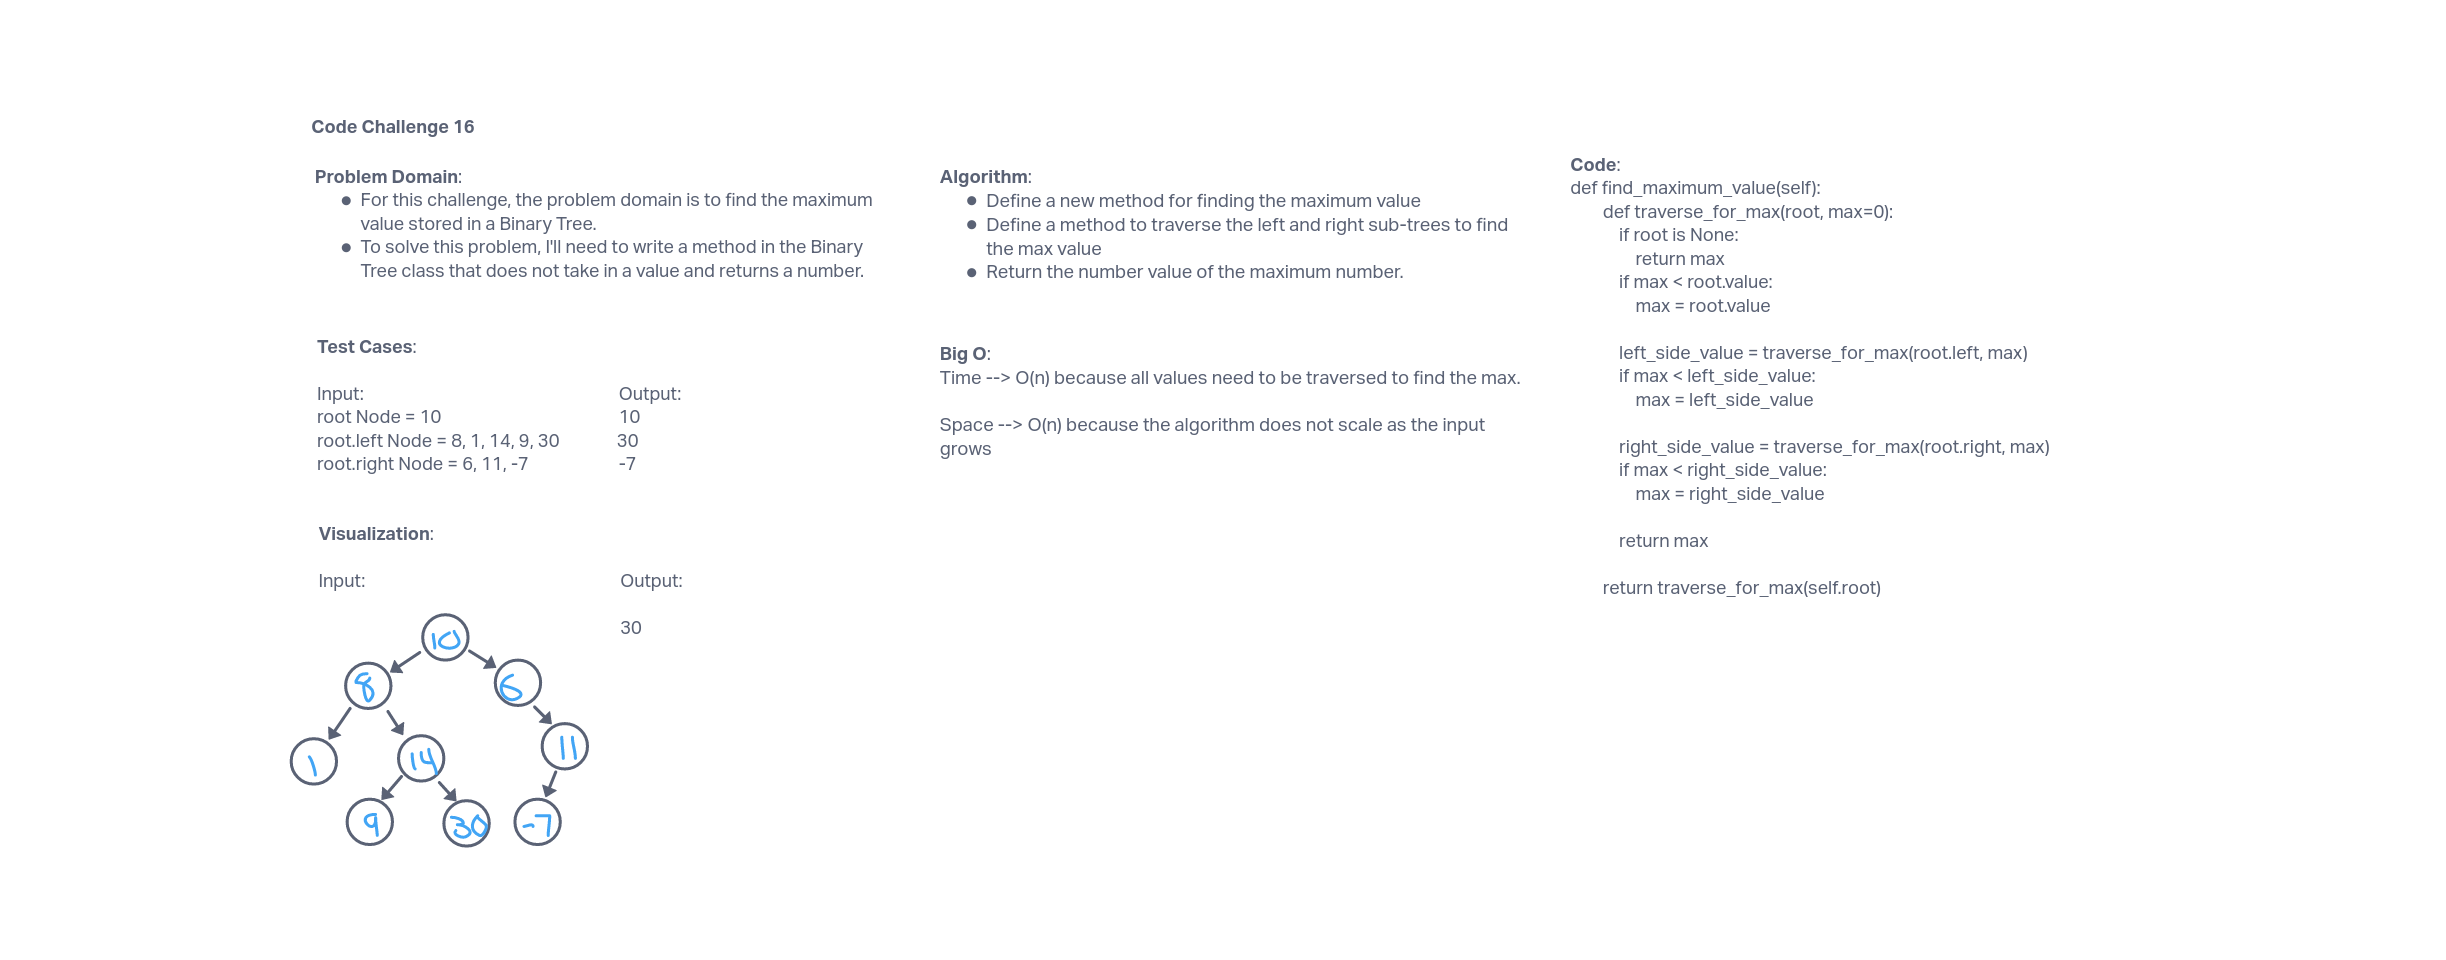 Code Challenge 16
Problem Domain:
● For this challenge, the problem domain is to find the maximum
value stored in a Binary Tree.
● To solve this problem, I'll need to write a method in the Binary
Tree class that does not take in a value and returns a number.
Test Cases:
Input: Output:
root Node = 10 10
root.left Node = 8, 1, 14, 9, 30 30
root.right Node = 6, 11, -7 -7
Visualization:
Input: Output:
30
10
8 6
1 14 11
9 30 -7
Algorithm:
● Define a new method for finding the maximum value
● Define a method to traverse the left and right sub-trees to find
the max value
● Return the number value of the maximum number.
Big O:
Time --> O(n) because all values need to be traversed to find the max.
Space --> O(n) because the algorithm does not scale as the input
grows
Code:
def find_maximum_value(self):
def traverse_for_max(root, max=0):
if root is None:
return max
if max < root.value:
max = root.value
left_side_value = traverse_for_max(root.left, max)
if max < left_side_value:
max = left_side_value
right_side_value = traverse_for_max(root.right, max)
if max < right_side_value:
max = right_side_value
return max
return traverse_for_max(self.root)